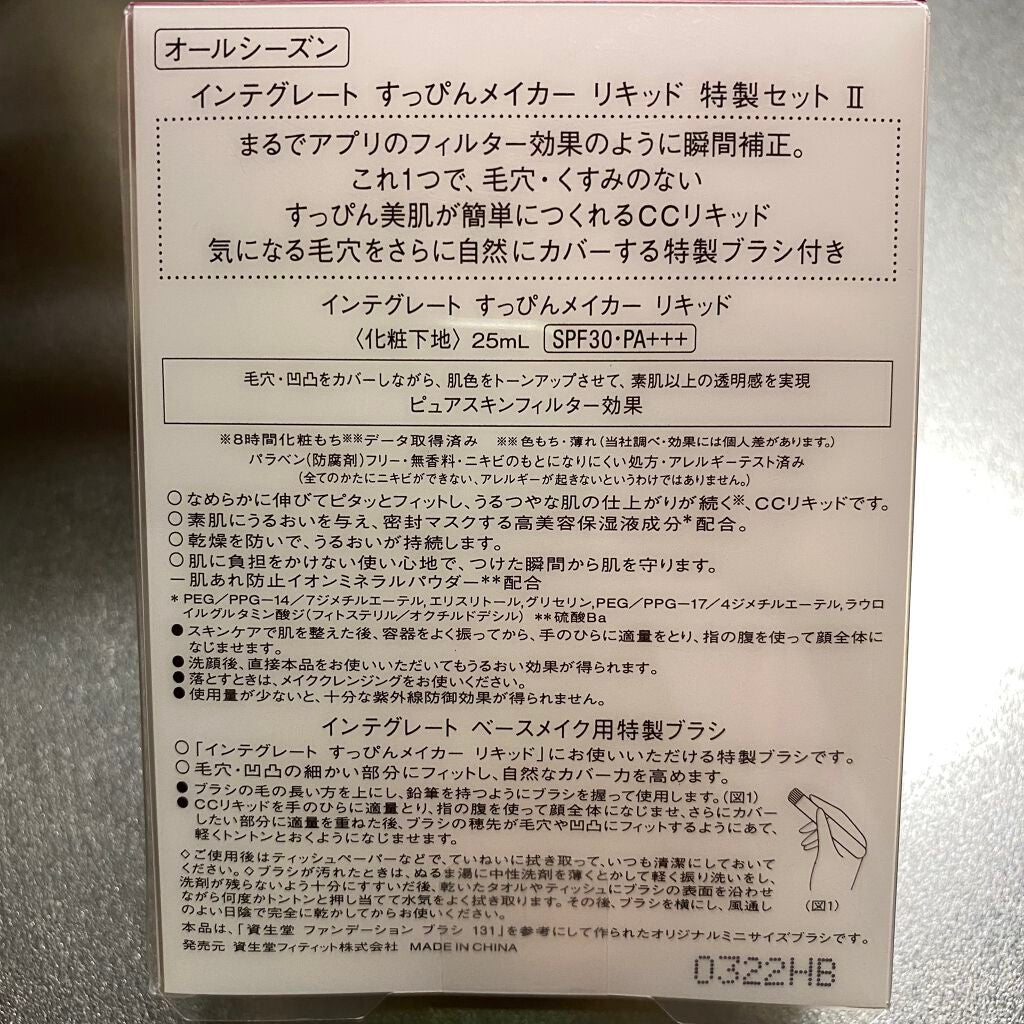 オールシーズン
インテグレート すっぴんメイカー リキッド 特製セット Ⅱ
まるでアプリのフィルター効果のように瞬間補正。
これ1つで、毛穴・くすみのない
すっぴん美肌が簡単につくれるCCリキッド
気になる毛穴をさらに自然にカバーする特製ブラシ付き
インテグレート すっぴんメイカー リキッド
〈化粧下地〉 25mL SPF30・PA+++
毛穴・凹凸をカバーしながら、肌色をトーンアップさせて、素肌以上の透明感を実現
ピュアスキンフィルター効果
※8時間化粧もち※※データ取得済み ※※色もち・薄れ(当社調べ・効果には個人差があります。)
パラベン(防腐剤)フリー・無香料・ニキビのもとになりにくい処方・アレルギーテスト済み
(全てのかたにニキビができない、アレルギーが起きないというわけではありません。)
○なめらかに伸びてピタッとフィットし、うるつやな肌の仕上がりが続く※、CCリキッドです。
○素肌にうるおいを与え、密封マスクする高美容保湿液成分*配合。
○乾燥を防いで、うるおいが持続します。
○肌に負担をかけない使い心地で、つけた瞬間から肌を守ります。
ー肌あれ防止イオンミネラルパウダー**配合
* PEG/PPG-14/7ジメチルエーテル,エリスリトール,グリセリン,PEG/PPG-17/4ジメチルエーテル,ラウロ
イルグルタミン酸ジ(フィトステリル/オクチルドデシル) **硫酸Ba
●スキンケアで肌を整えた後、容器をよく振ってから、手のひらに適量をとり、指の腹を使って顔全体に
なじませます。
●洗顔後、直接本品をお使いいただいてもうるおい効果が得られます。
●落とすときは、メイククレンジングをお使いください。
●使用量が少ないと、十分な紫外線防御効果が得られません。
インテグレート ベースメイク用特製ブラシ
○「インテグレート すっぴんメイカー リキッド」にお使いいただける特製ブラシです。
○毛穴・凹凸の細かい部分にフィットし、自然なカバー力を高めます。
●ブラシの毛の長い方を上にし、鉛筆を持つようにブラシを握って使用します。(図1)
●CCリキッドを手のひらに適量とり、指の腹を使って顔全体になじませ、さらにカバー
したい部分に適量を重ねた後、ブラシの穂先が毛穴や凹凸にフィットするようにあて、
軽くトントンとおくようになじませます。
◇ご使用後はティッシュペーパーなどで、ていねいに拭き取って、いつも清潔にしておいて
ください。◇ブラシが汚れたときは、ぬるま湯に中性洗剤を薄くとかして軽く振り洗いをし、
洗剤が残らないよう十分にすすいだ後、乾いたタオルやティッシュにブラシの表面を沿わせ
ながら何度かトントンと押し当てて水気をよく拭き取ります。その後、ブラシを横にし、風通し
のよい日陰で完全に乾かしてからお使いください。
(図1)
本品は、「資生堂 ファンデーション ブラシ 131」を参考にして作られたオリジナルミニサイズブラシです。
発売元 資生堂フィティット株式会社 MADE IN CHINA
0322HB